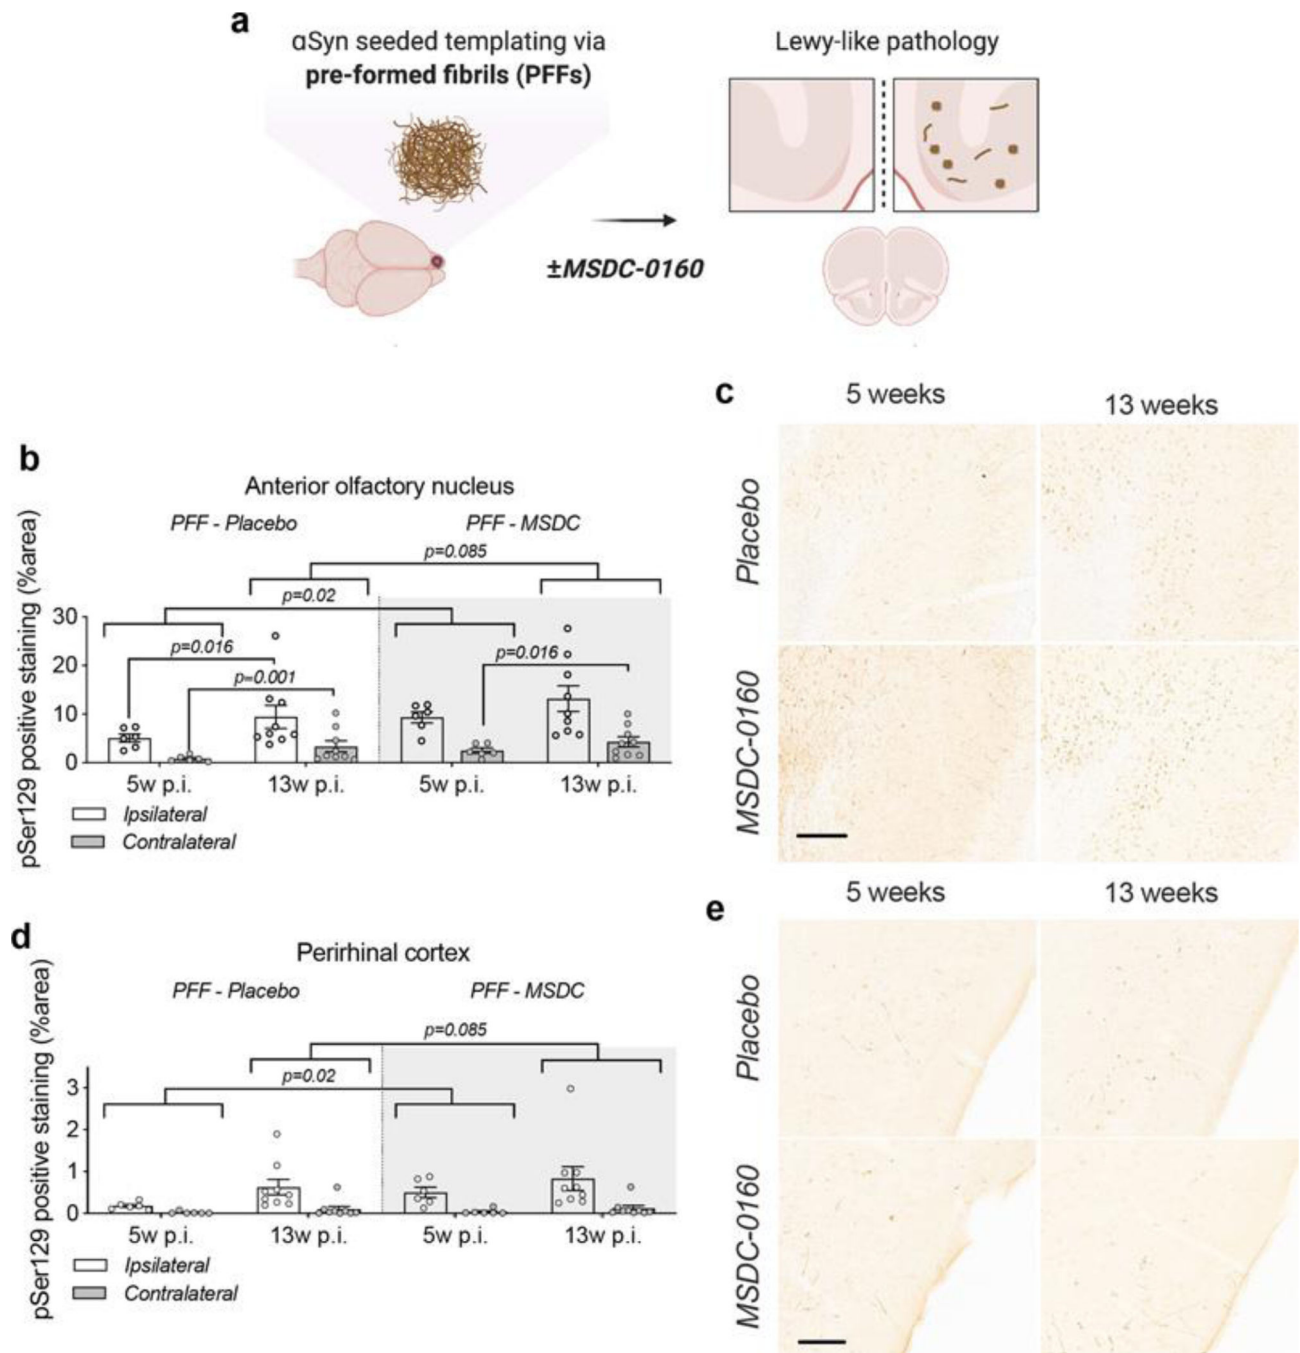 a
αSyn seeded templating via
pre-formed fibrils (PFFs)
Lewy-like pathology
±MSDC-0160
b
Anterior olfactory nucleus
PFF - Placebo
PFF - MSDC
p=0.085
p=0.02
p=0.016
p=0.001
p=0.016
pSer129 positive staining (%area)
30
20
10
0
5w p.i.
13w p.i.
5w p.i.
13w p.i.
Ipsilateral
Contralateral
c
5 weeks
13 weeks
Placebo
MSDC-0160
d
Perirhinal cortex
PFF - Placebo
PFF - MSDC
p=0.085
p=0.02
pSer129 positive staining (%area)
3
2
1
0
5w p.i.
13w p.i.
5w p.i.
13w p.i.
Ipsilateral
Contralateral
e
5 weeks
13 weeks
Placebo
MSDC-0160